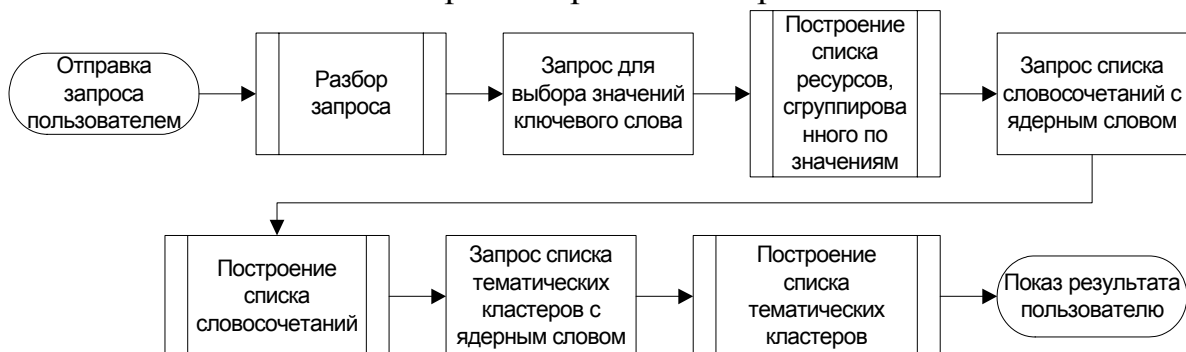 Отправка
запроса
пользователем
Разбор
запроса
Запрос для
выбора значений
ключевого слова
Построение
списка
ресурсов,
сгруппирова
нного по
значениям
Запрос списка
словосочетаний с
ядерным словом
Построение
списка
словосочетаний
Запрос списка
тематических
кластеров с
ядерным словом
Построение
списка
тематических
кластеров
Показ результата
пользователю